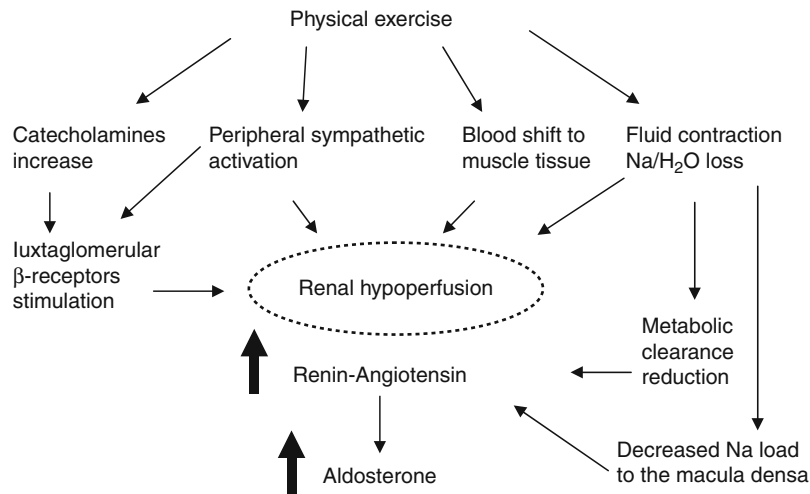 Physical exercise
Catecholamines
increase
Peripheral sympathetic
activation
Blood shift to
muscle tissue
Fluid contraction
Na/H₂O loss
Iuxtaglomerular
β-receptors
stimulation
Renal hypoperfusion
Metabolic
clearance
reduction
Renin-Angiotensin
Decreased Na load
to the macula densa
Aldosterone